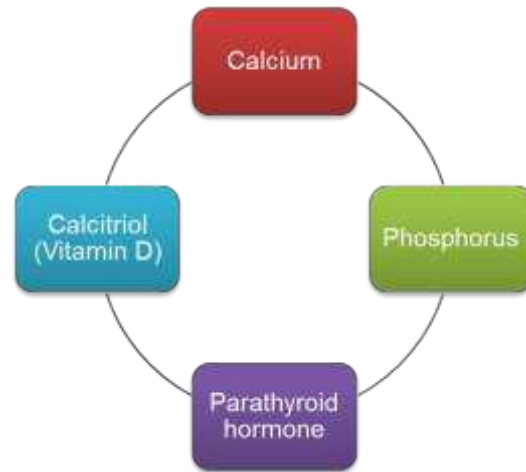 Calcium
Phosphorus
Parathyroid
hormone
Calcitriol
(Vitamin D)